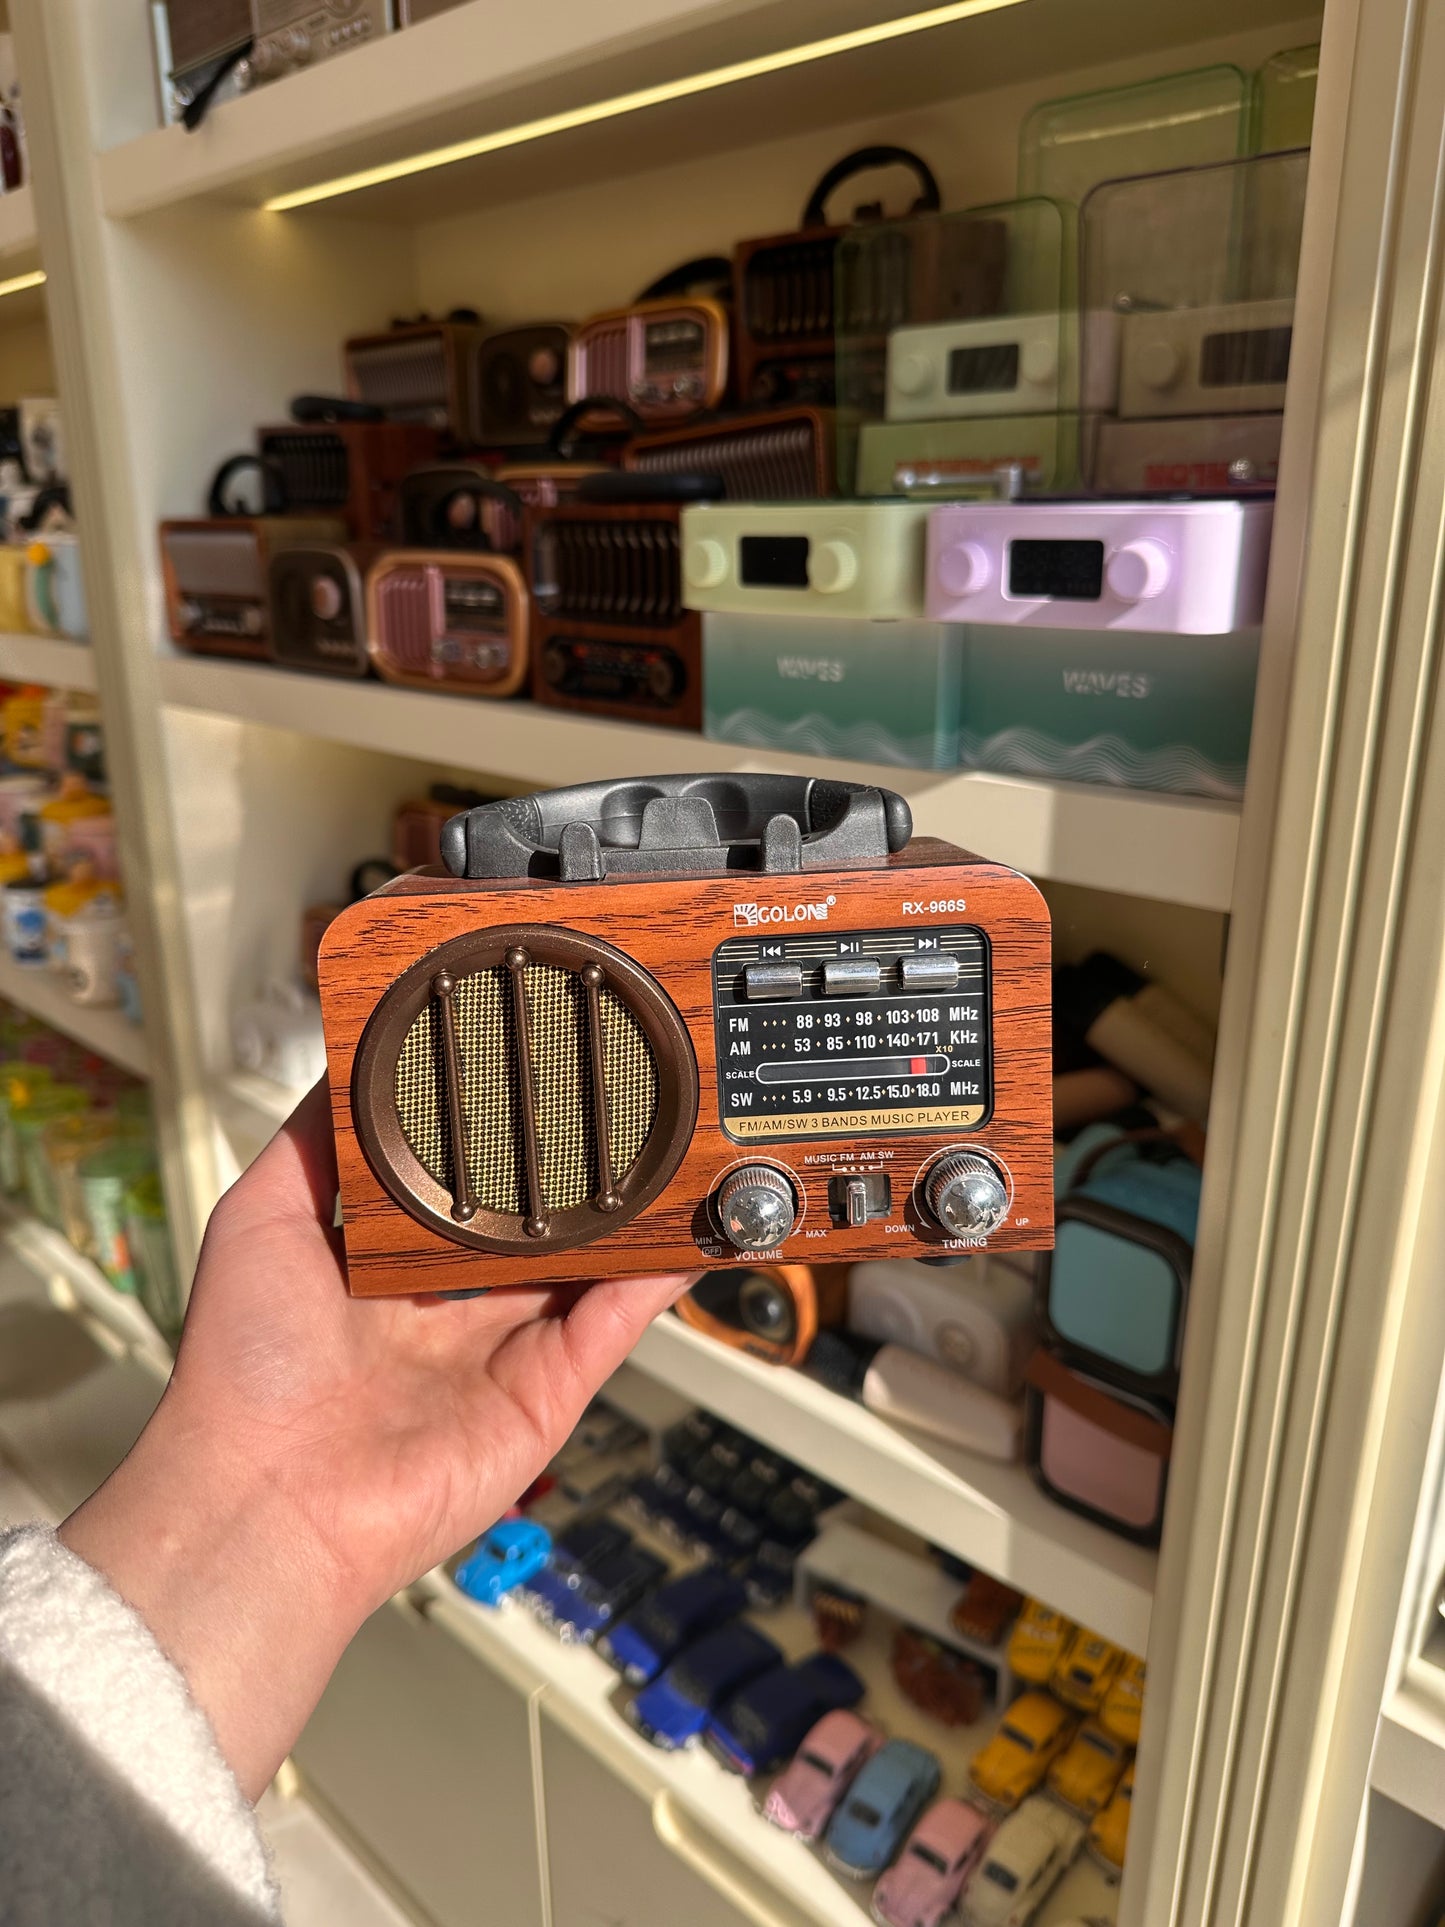 GOLON®
RX-966S
FM 88 93 98 103 108 MHz
AM 53 85 110 140 171 KHz
X10
SCALE SCALE
SW 5.9 9.5 12.5 15.0 18.0 MHz
FM/AM/SW 3 BANDS MUSIC PLAYER
MUSIC FM AM SW
MIN OFF MAX
VOLUME
DOWN UP
TUNING
WAVES
WAVES